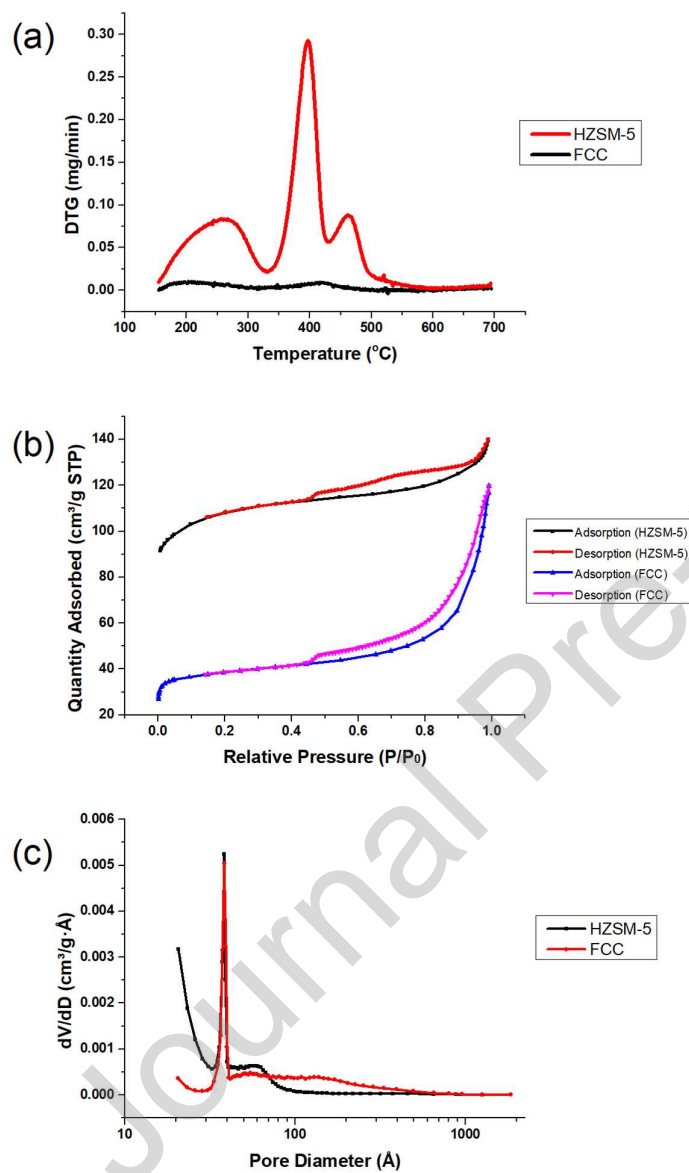 (a)
0.30
0.25
0.20
0.15
0.10
0.05
0.00
DTG (mg/min)
100 200 300 400 500 600 700
Temperature (°C)
HZSM-5
FCC
(b)
140
120
100
80
60
40
20
Quantity Adsorbed (cm³/g STP)
0.0 0.2 0.4 0.6 0.8 1.0
Relative Pressure (P/P₀)
Adsorption (HZSM-5)
Desorption (HZSM-5)
Adsorption (FCC)
Desorption (FCC)
(c)
0.006
0.005
0.004
0.003
0.002
0.001
0.000
dV/dD (cm³/g·Å)
10 100 1000
Pore Diameter (Å)
HZSM-5
FCC
Journal Pre-